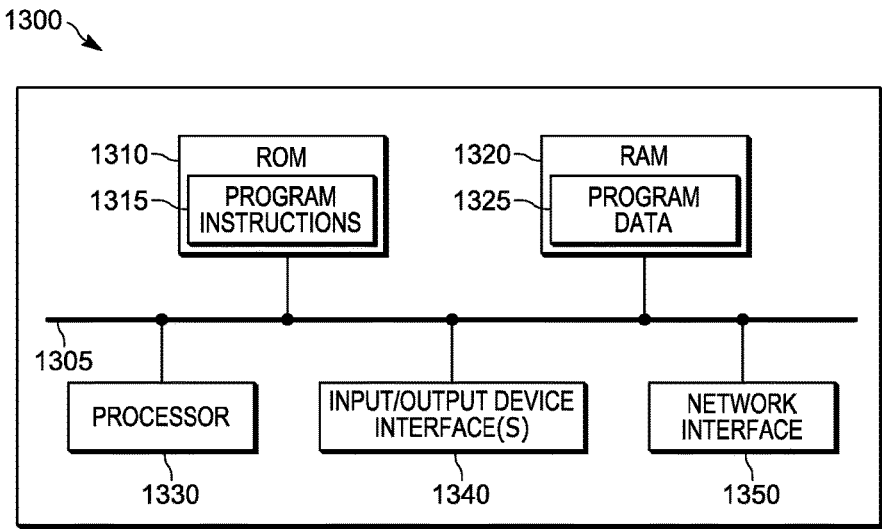 1300
1310
ROM
1315
PROGRAM
INSTRUCTIONS
1320
RAM
1325
PROGRAM
DATA
1305
PROCESSOR
1330
INPUT/OUTPUT DEVICE
INTERFACE(S)
1340
NETWORK
INTERFACE
1350